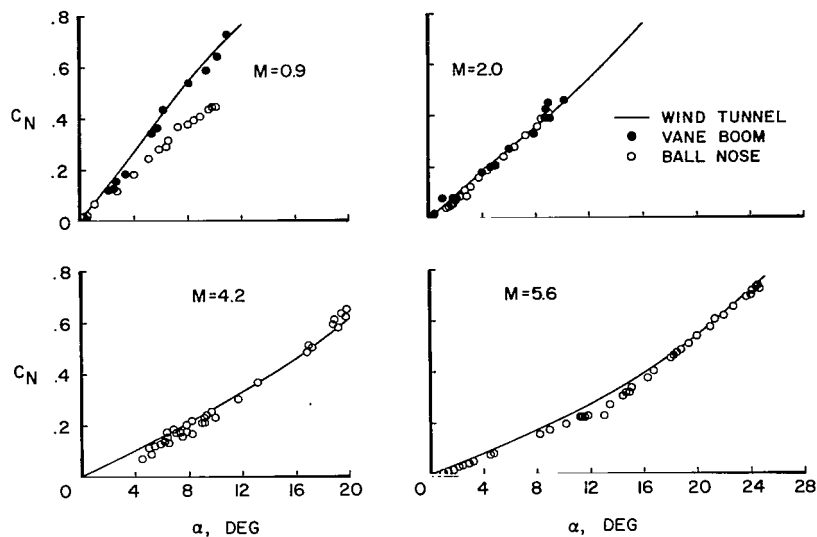 .8
.6
.4
.2
0
C_N
M=0.9
M=2.0
WIND TUNNEL
VANE BOOM
BALL NOSE
.8
.6
.4
.2
0
C_N
M=4.2
M=5.6
4 8 12 16 20
0 4 8 12 16 20 24 28
α, DEG
α, DEG